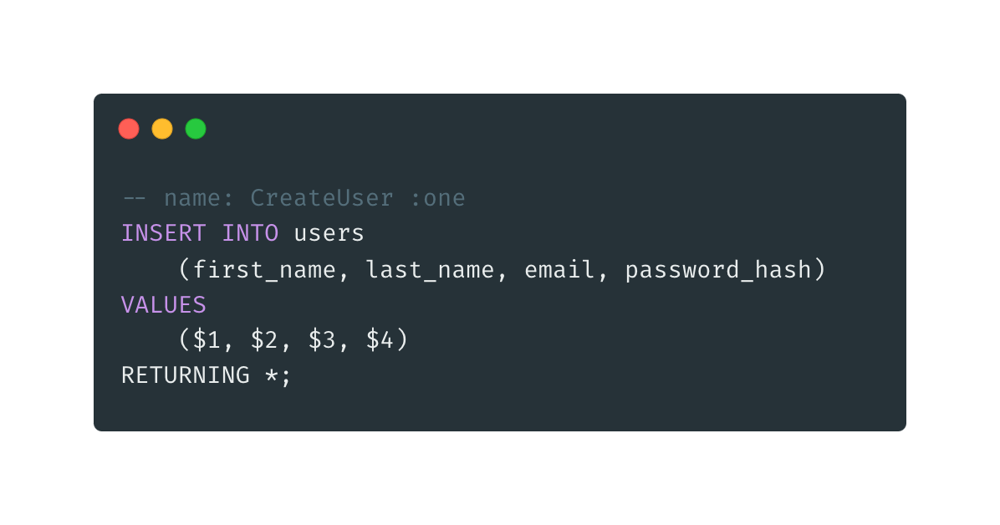 -- name: CreateUser :one
INSERT INTO users
    (first_name, last_name, email, password_hash)
VALUES
    ($1, $2, $3, $4)
RETURNING *;